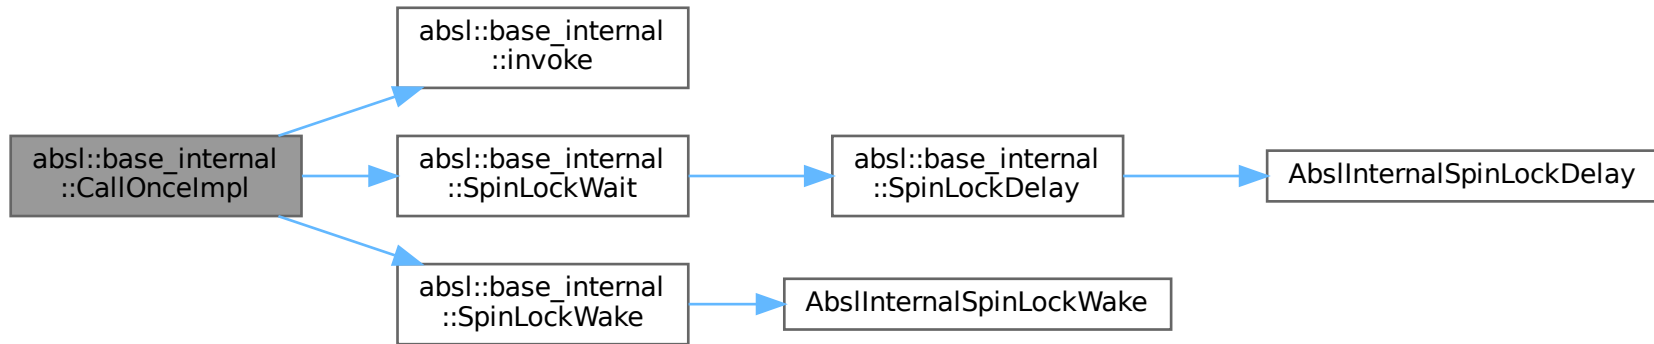 absl::base_internal
::invoke
absl::base_internal
::CallOnceImpl
absl::base_internal
::SpinLockWait
absl::base_internal
::SpinLockDelay
AbslInternalSpinLockDelay
absl::base_internal
::SpinLockWake
AbslInternalSpinLockWake